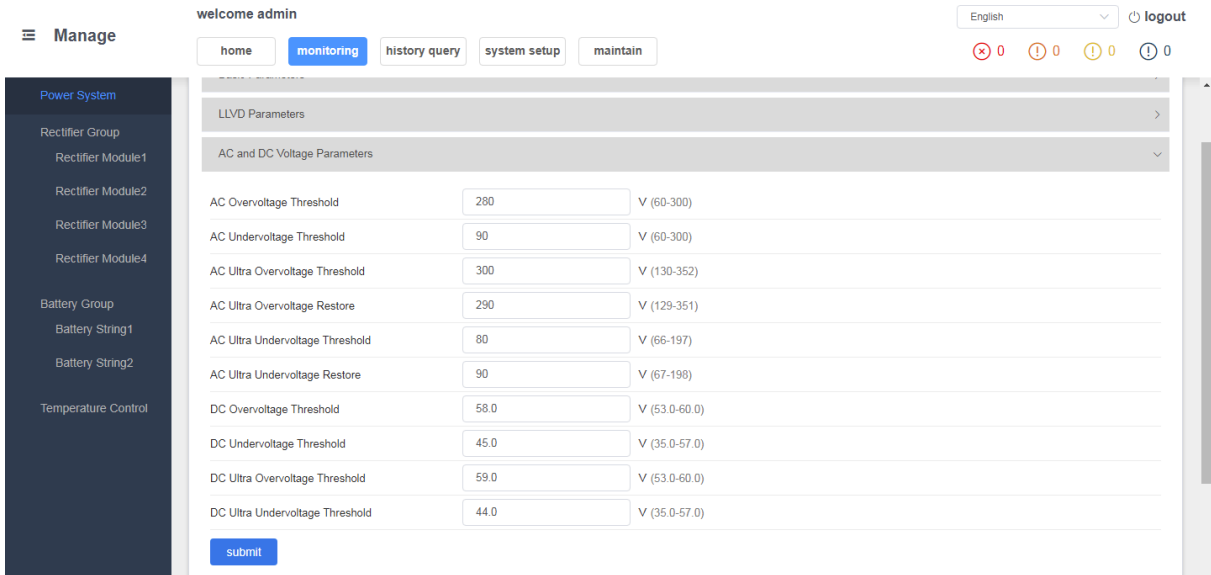 welcome admin
English
logout
Manage
home monitoring history query system setup maintain
0 0 0 0
Power System
Rectifier Group
Rectifier Module1
Rectifier Module2
Rectifier Module3
Rectifier Module4
Battery Group
Battery String1
Battery String2
Temperature Control
Basic Parameters
LLVD Parameters
AC and DC Voltage Parameters
AC Overvoltage Threshold 280 V (60-300)
AC Undervoltage Threshold 90 V (60-300)
AC Ultra Overvoltage Threshold 300 V (130-352)
AC Ultra Overvoltage Restore 290 V (129-351)
AC Ultra Undervoltage Threshold 80 V (66-197)
AC Ultra Undervoltage Restore 90 V (67-198)
DC Overvoltage Threshold 58.0 V (53.0-60.0)
DC Undervoltage Threshold 45.0 V (35.0-57.0)
DC Ultra Overvoltage Threshold 59.0 V (53.0-60.0)
DC Ultra Undervoltage Threshold 44.0 V (35.0-57.0)
submit